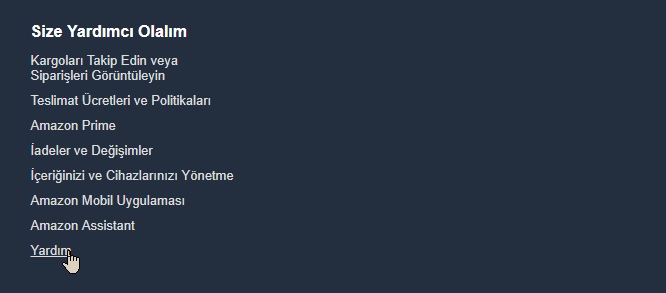 Size Yardımcı Olalım
Kargoları Takip Edin veya
Siparişleri Görüntüleyin
Teslimat Ücretleri ve Politikaları
Amazon Prime
İadeler ve Değişimler
İçeriğinizi ve Cihazlarınızı Yönetme
Amazon Mobil Uygulaması
Amazon Assistant
Yardım